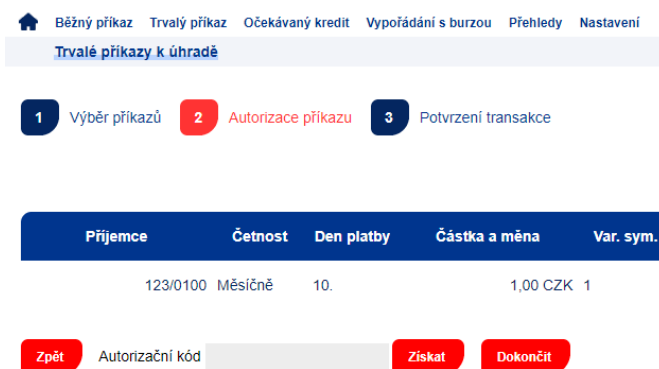 Běžný příkaz Trvalý příkaz Očekávaný kredit Vypořádání s burzou Přehledy Nastavení
Trvalé příkazy k úhradě
1 Výběr příkazů 2 Autorizace příkazu 3 Potvrzení transakce
Příjemce Četnost Den platby Částka a měna Var. sym.
123/0100 Měsíčně 10. 1,00 CZK 1
Zpět Autorizační kód Získat Dokončit